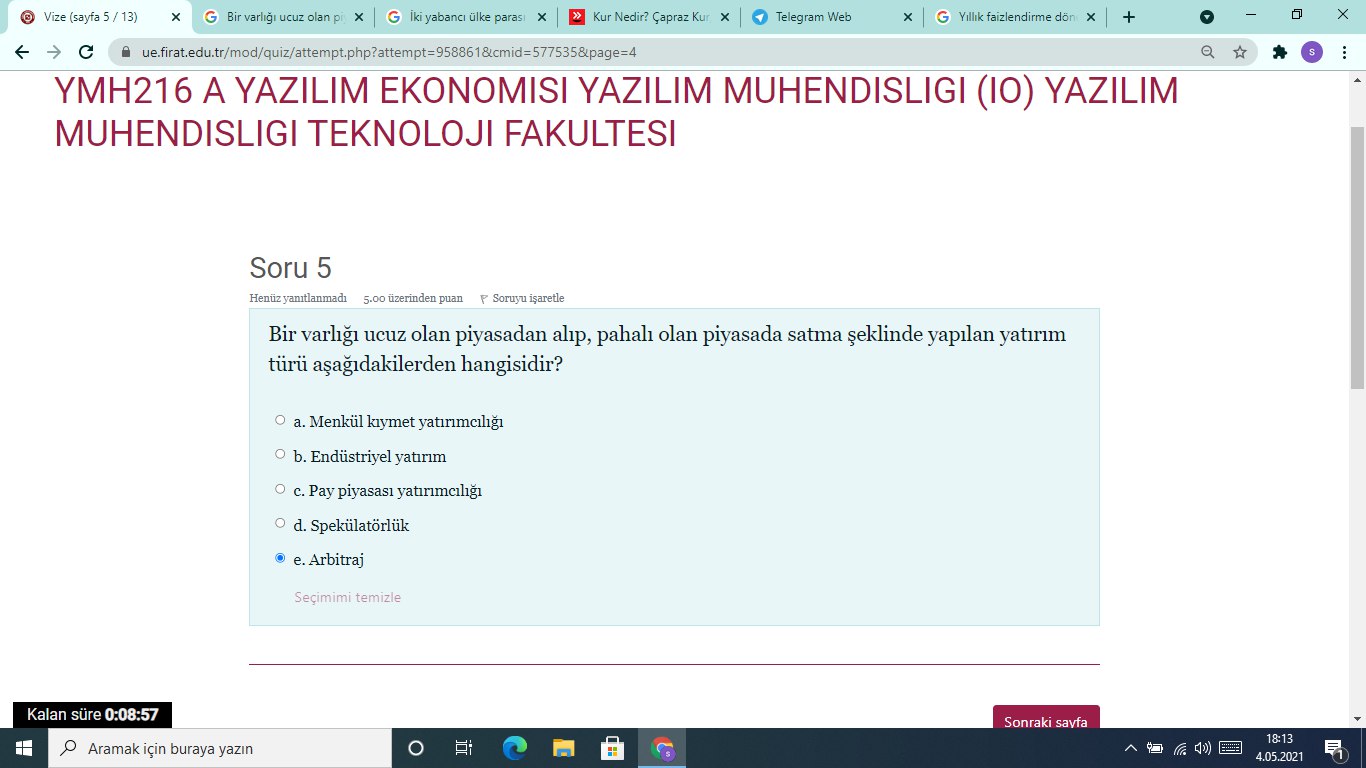 Vize (sayfa 5 / 13)
Bir varlığı ucuz olan pi
İki yabancı ülke parası
Kur Nedir? Çapraz Kur
Telegram Web
Yıllık faizlendirme dön
ue.firat.edu.tr/mod/quiz/attempt.php?attempt=958861&cmid=577535&page=4
s
YMH216 A YAZILIM EKONOMISI YAZILIM MUHENDISLIGI (IO) YAZILIM
MUHENDISLIGI TEKNOLOJI FAKULTESI
Soru 5
Henüz yanıtlanmadı 5.00 üzerinden puan Soruyu işaretle
Bir varlığı ucuz olan piyasadan alıp, pahalı olan piyasada satma şeklinde yapılan yatırım
türü aşağıdakilerden hangisidir?
a. Menkül kıymet yatırımcılığı
b. Endüstriyel yatırım
c. Pay piyasası yatırımcılığı
d. Spekülatörlük
e. Arbitraj
Seçimimi temizle
Kalan süre 0:08:57
Sonraki sayfa
Aramak için buraya yazın
s
18:13
4.05.2021
1